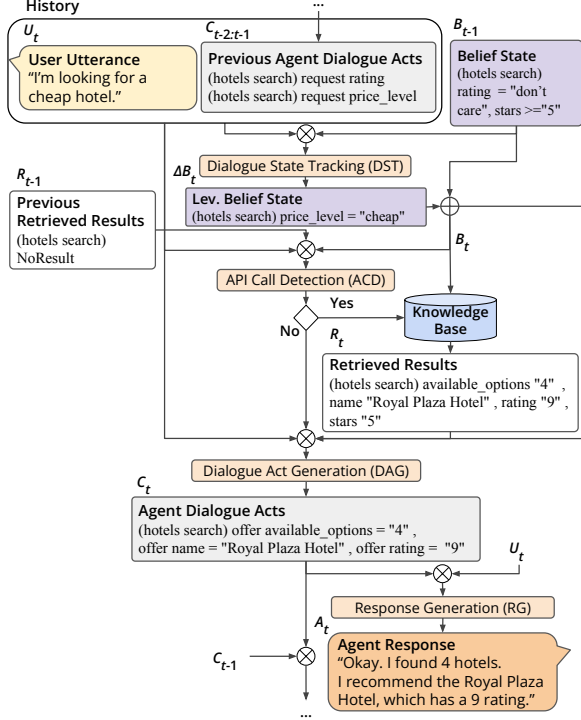 History
...
U_t
User Utterance
“I’m looking for a
cheap hotel.”
C_{t-2:t-1}
Previous Agent Dialogue Acts
(hotels search) request rating
(hotels search) request price_level
B_{t-1}
Belief State
(hotels search)
rating = "don’t
care", stars >="5"
Dialogue State Tracking (DST)
ΔB_t
Lev. Belief State
(hotels search) price_level = "cheap"
R_{t-1}
Previous
Retrieved Results
(hotels search)
NoResult
B_t
API Call Detection (ACD)
Yes
No
Knowledge
Base
R_t
Retrieved Results
(hotels search) available_options "4" ,
name "Royal Plaza Hotel" , rating "9" ,
stars "5"
Dialogue Act Generation (DAG)
C_t
Agent Dialogue Acts
(hotels search) offer available_options = "4" ,
offer name = "Royal Plaza Hotel" , offer rating = "9"
U_t
Response Generation (RG)
A_t
Agent Response
“Okay. I found 4 hotels.
I recommend the Royal Plaza
Hotel, which has a 9 rating.”
C_{t-1}
...